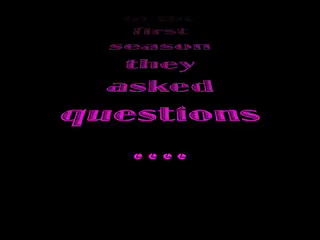 first
season
they
asked
questions
....